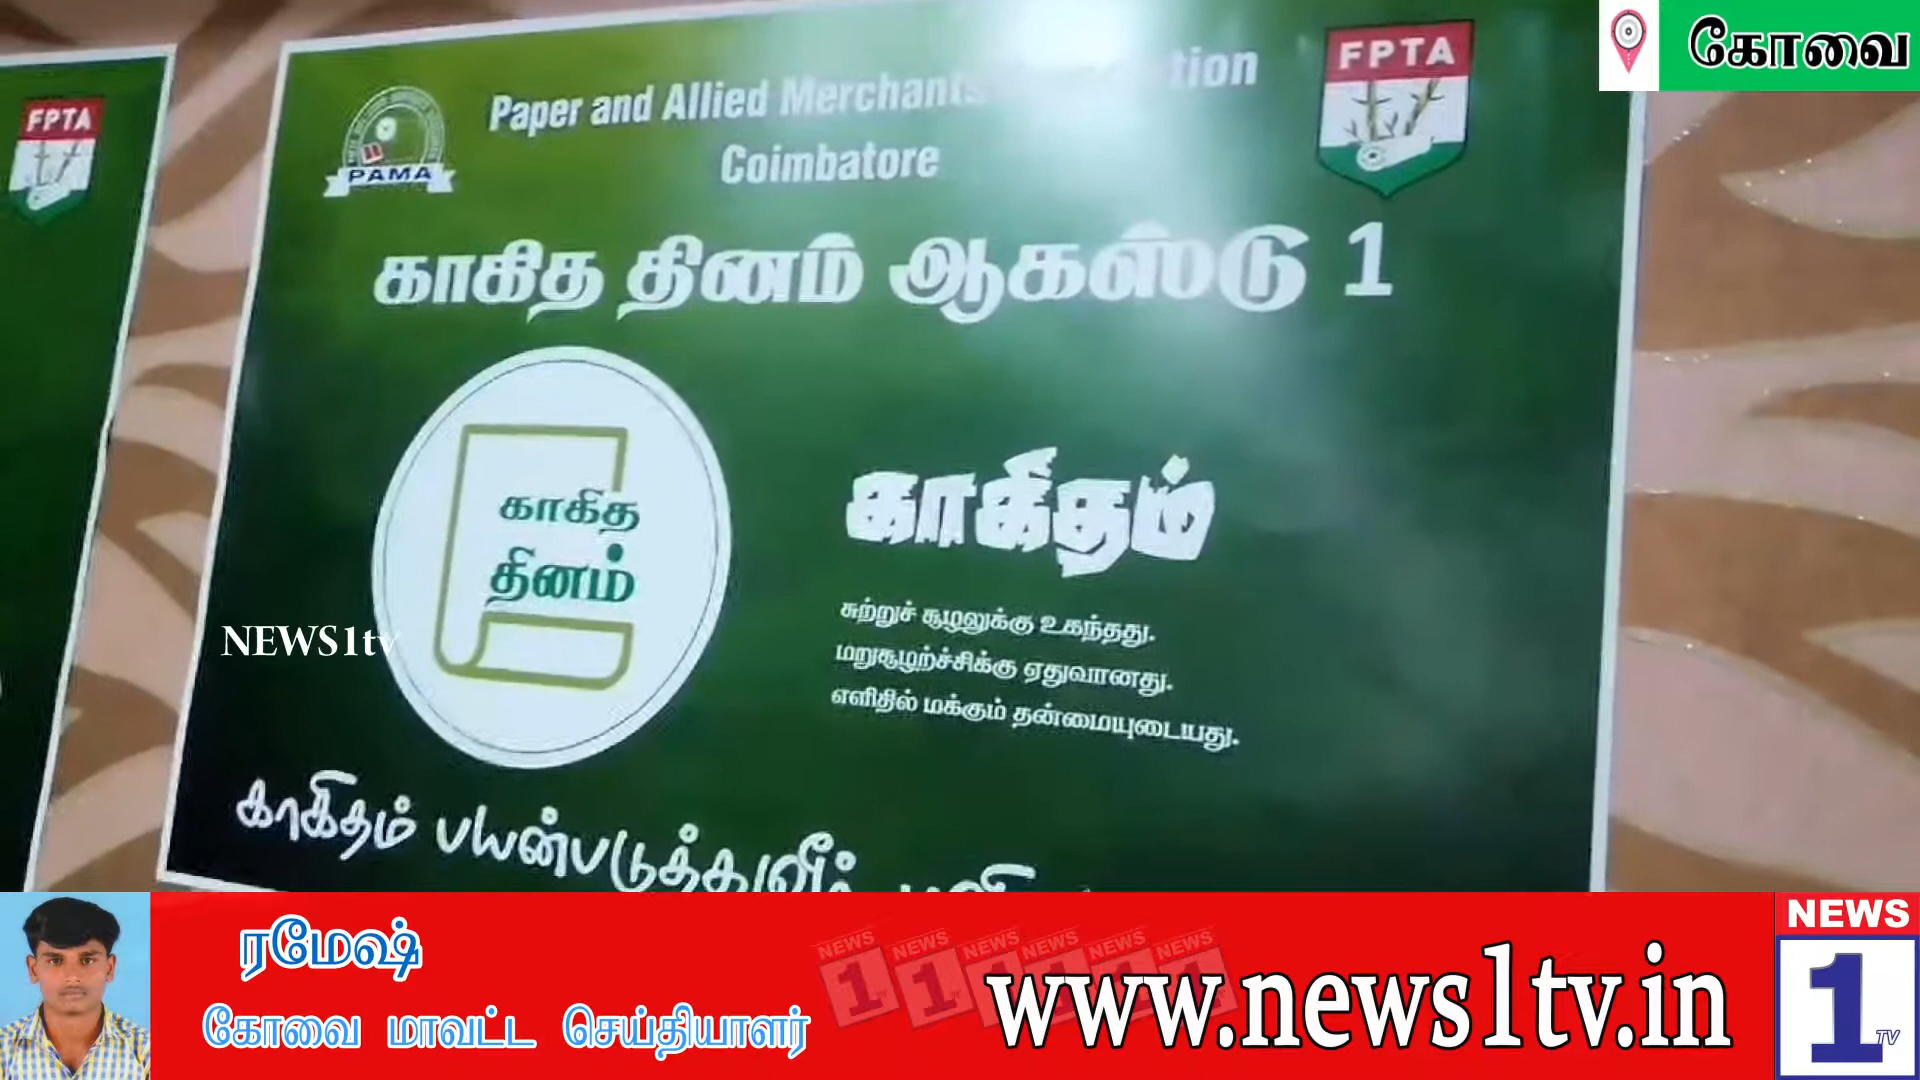 கோவை
FPTA
FPTA
PAMA
Paper and Allied Merchants
Coimbatore
காகித தினம் ஆகஸ்டு 1
காகித
தினம்
காகிதம்
சுற்றுச் சூழலுக்கு உகந்தது.
மறுசூழற்ச்சிக்கு ஏதுவானது.
எளிதில் மக்கும் தன்மையுடையது.
NEWS1tv
காகிதம் பயன்படுத்துவீர்
ரமேஷ்
கோவை மாவட்ட செய்தியாளர்
www.news1tv.in
NEWS
1
TV